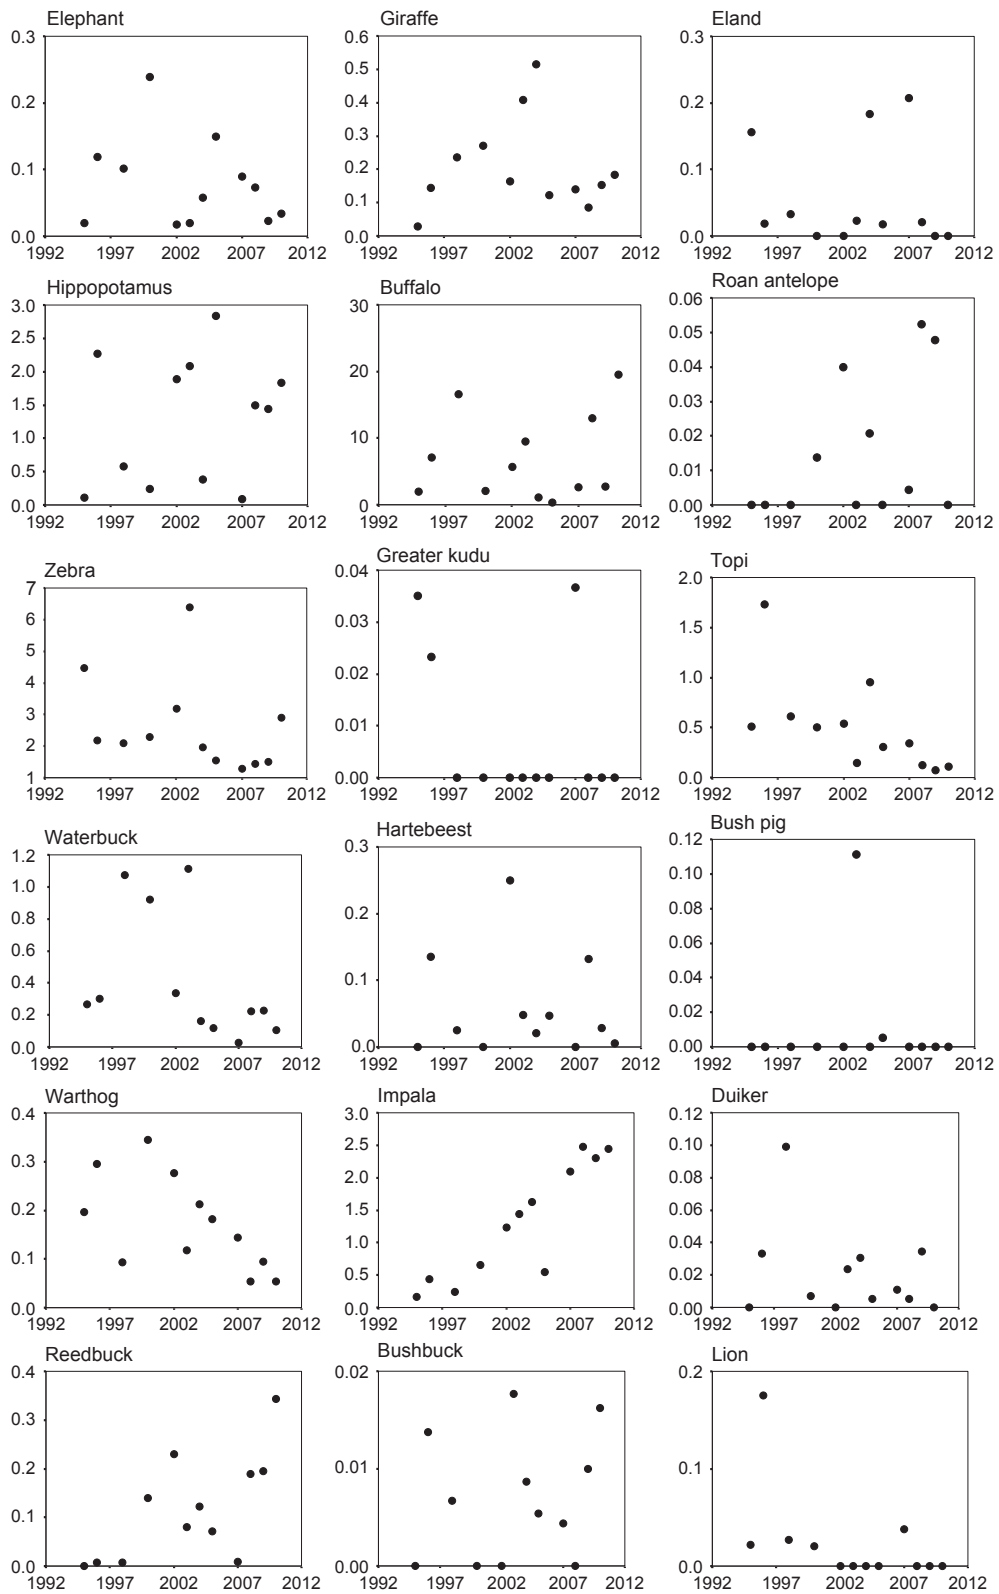 Elephant
0.3
0.2
0.1
0.0
1992 1997 2002 2007 2012
Giraffe
0.6
0.5
0.4
0.3
0.2
0.1
0.0
1992 1997 2002 2007 2012
Eland
0.3
0.2
0.1
0.0
1992 1997 2002 2007 2012
Hippopotamus
3.0
2.5
2.0
1.5
1.0
0.5
0.0
1992 1997 2002 2007 2012
Buffalo
30
20
10
0
1992 1997 2002 2007 2012
Roan antelope
0.06
0.05
0.04
0.03
0.02
0.01
0.00
1992 1997 2002 2007 2012
Zebra
7
6
5
4
3
2
1
1992 1997 2002 2007 2012
Greater kudu
0.04
0.03
0.02
0.01
0.00
1992 1997 2002 2007 2012
Topi
2.0
1.5
1.0
0.5
0.0
1992 1997 2002 2007 2012
Waterbuck
1.2
1.0
0.8
0.6
0.4
0.2
0.0
1992 1997 2002 2007 2012
Hartebeest
0.3
0.2
0.1
0.0
1992 1997 2002 2007 2012
Bush pig
0.12
0.10
0.08
0.06
0.04
0.02
0.00
1992 1997 2002 2007 2012
Warthog
0.4
0.3
0.2
0.1
0.0
1992 1997 2002 2007 2012
Impala
3.0
2.5
2.0
1.5
1.0
0.5
0.0
1992 1997 2002 2007 2012
Duiker
0.12
0.10
0.08
0.06
0.04
0.02
0.00
1992 1997 2002 2007 2012
Reedbuck
0.4
0.3
0.2
0.1
0.0
1992 1997 2002 2007 2012
Bushbuck
0.02
0.01
0.00
1992 1997 2002 2007 2012
Lion
0.2
0.1
0.0
1992 1997 2002 2007 2012